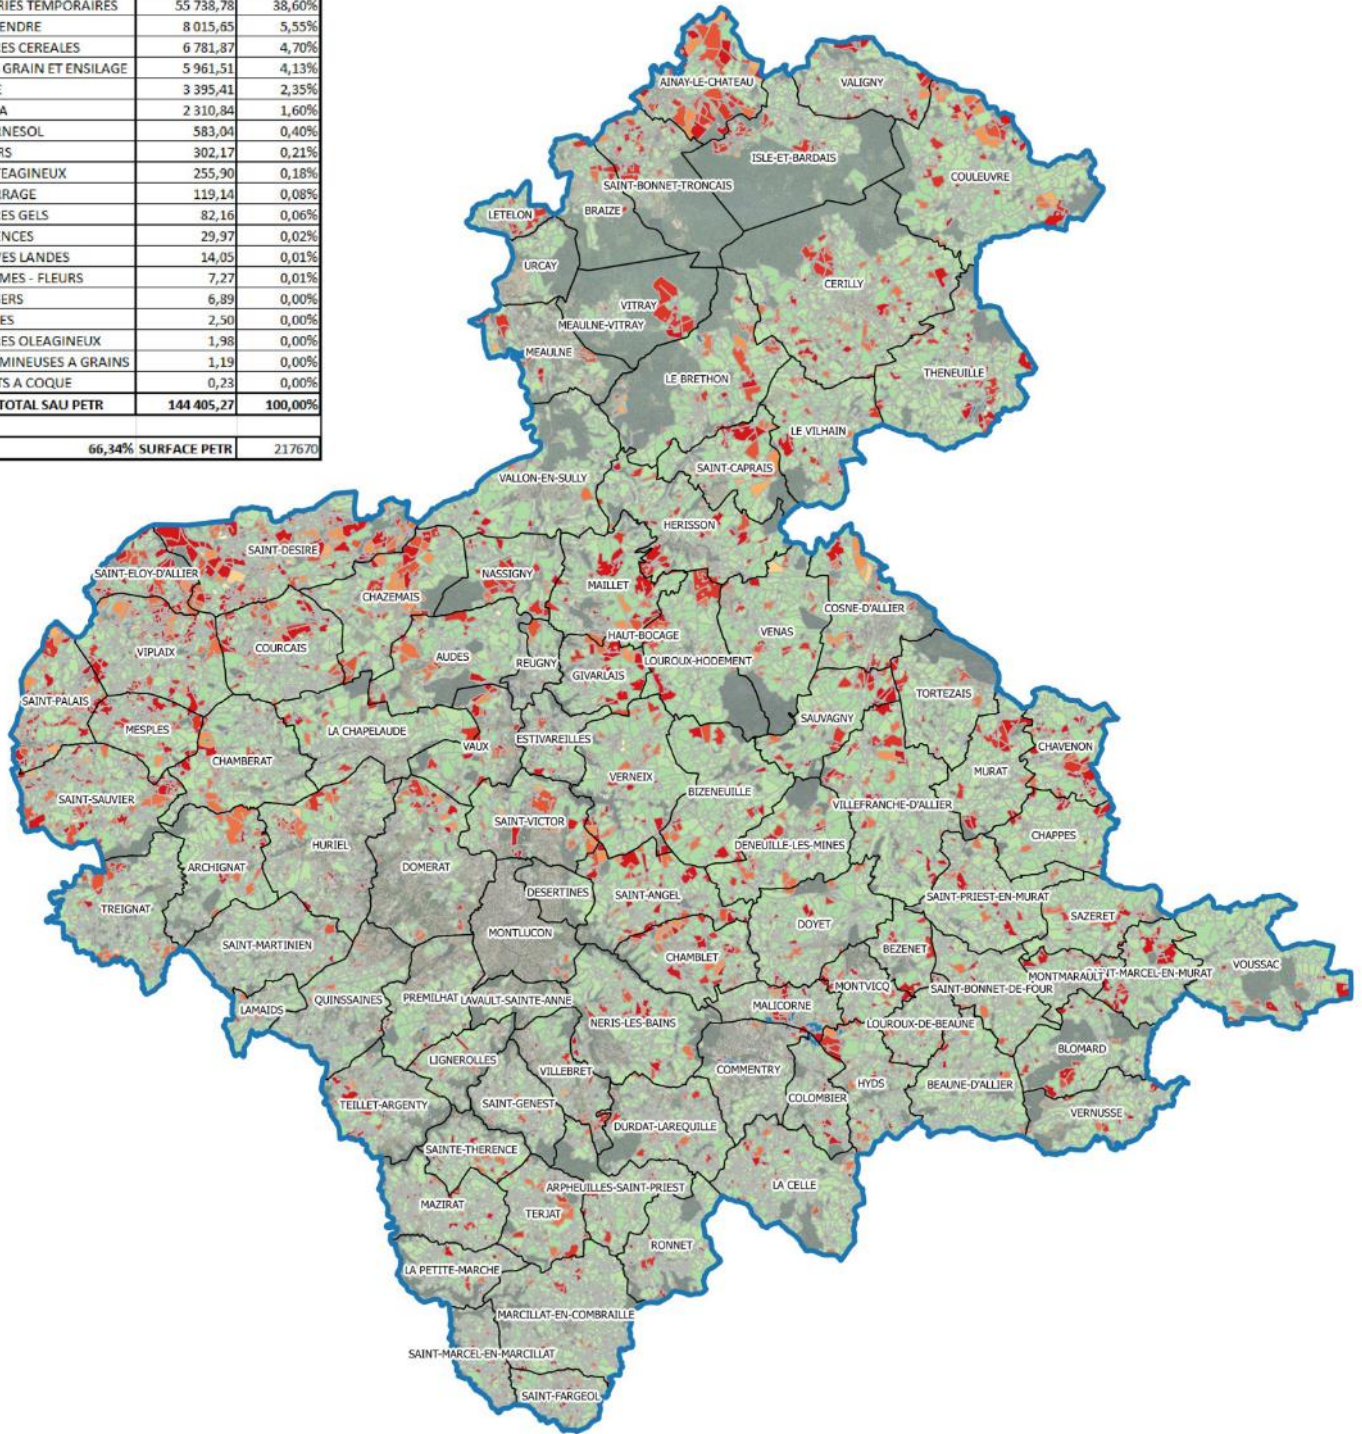 RIES TEMPORAIRES 55 738,78 38,60%
ENDRE 8 015,65 5,55%
ES CEREALES 6 781,87 4,70%
GRAIN ET ENSILAGE 5 961,51 4,13%
E 3 395,41 2,35%
A 2 310,84 1,60%
RNESOL 583,04 0,40%
RS 302,17 0,21%
TEAGINEUX 255,90 0,18%
RRAGE 119,14 0,08%
ES GELS 82,16 0,06%
ENCES 29,97 0,02%
VES LANDES 14,05 0,01%
MES - FLEURS 7,27 0,01%
GERS 6,89 0,00%
ES 2,50 0,00%
ES OLEAGINEUX 1,98 0,00%
MINEUSES A GRAINS 1,19 0,00%
TS A COQUE 0,23 0,00%
TOTAL SAU PETR 144 405,27 100,00%
66,34% SURFACE PETR 217670
AINAY-LE-CHATEAU
VALIGNY
ISLE-ET-BARDAIS
COULEUVRE
SAINT-BONNET-TRONCAIS
BRAIZE
LETELON
URCAY
CERILLY
VITRAY
MEAULNE-VITRAY
MEAULNE
LE BRETHON
THENEUILLE
LE VILHAIN
SAINT-CAPRAIS
VALLON-EN-SULLY
HERISSON
SAINT-DESIRE
SAINT-ELOY-D'ALLIER
NASSIGNY
MAILLET
CHAZEMAIS
COSNE-D'ALLIER
HAUT-BOCAGE
VENAS
COURCAIS
VIPLAIX
AUDES
REUGNY
LOUROUX-HODEMENT
GIVARLAIS
TORTEZAIS
SAINT-PALAIS
SAUVAGNY
MESPLES
LA CHAPELAUDE
VAUX
ESTIVAREILLES
CHAVENON
CHAMBERAT
MURAT
VERNEIX
BIZENEUILLE
SAINT-SAUVIER
VILLEFRANCHE-D'ALLIER
SAINT-VICTOR
CHAPPES
HURIEL
DENEUILLE-LES-MINES
ARCHIGNAT
DOMERAT
DESERTINES
SAINT-ANGEL
SAINT-PRIEST-EN-MURAT
TREIGNAT
SAZERET
DOYET
MONTLUCON
SAINT-MARTINIEN
BEZENET
CHAMBLET
VOUSSAC
MONTMARAULT
SAINT-MARCEL-EN-MURAT
MONTVICQ
SAINT-BONNET-DE-FOUR
QUINSSAINES
PREMILHAT
LAVAULT-SAINTE-ANNE
MALICORNE
LAMAIDS
NERIS-LES-BAINS
LOUROUX-DE-BEAUNE
BLOMARD
LIGNEROLLES
VILLEBRET
COMMENTRY
HYDS
BEAUNE-D'ALLIER
COLOMBIER
TEILLET-ARGENTY
SAINT-GENEST
VERNUSSE
DURDAT-LAREQUILLE
SAINTE-THERENCE
LA CELLE
ARPHEUILLES-SAINT-PRIEST
MAZIRAT
TERJAT
RONNET
LA PETITE-MARCHE
MARCILLAT-EN-COMBRAILLE
SAINT-MARCEL-EN-MARCILLAT
SAINT-FARGEOL